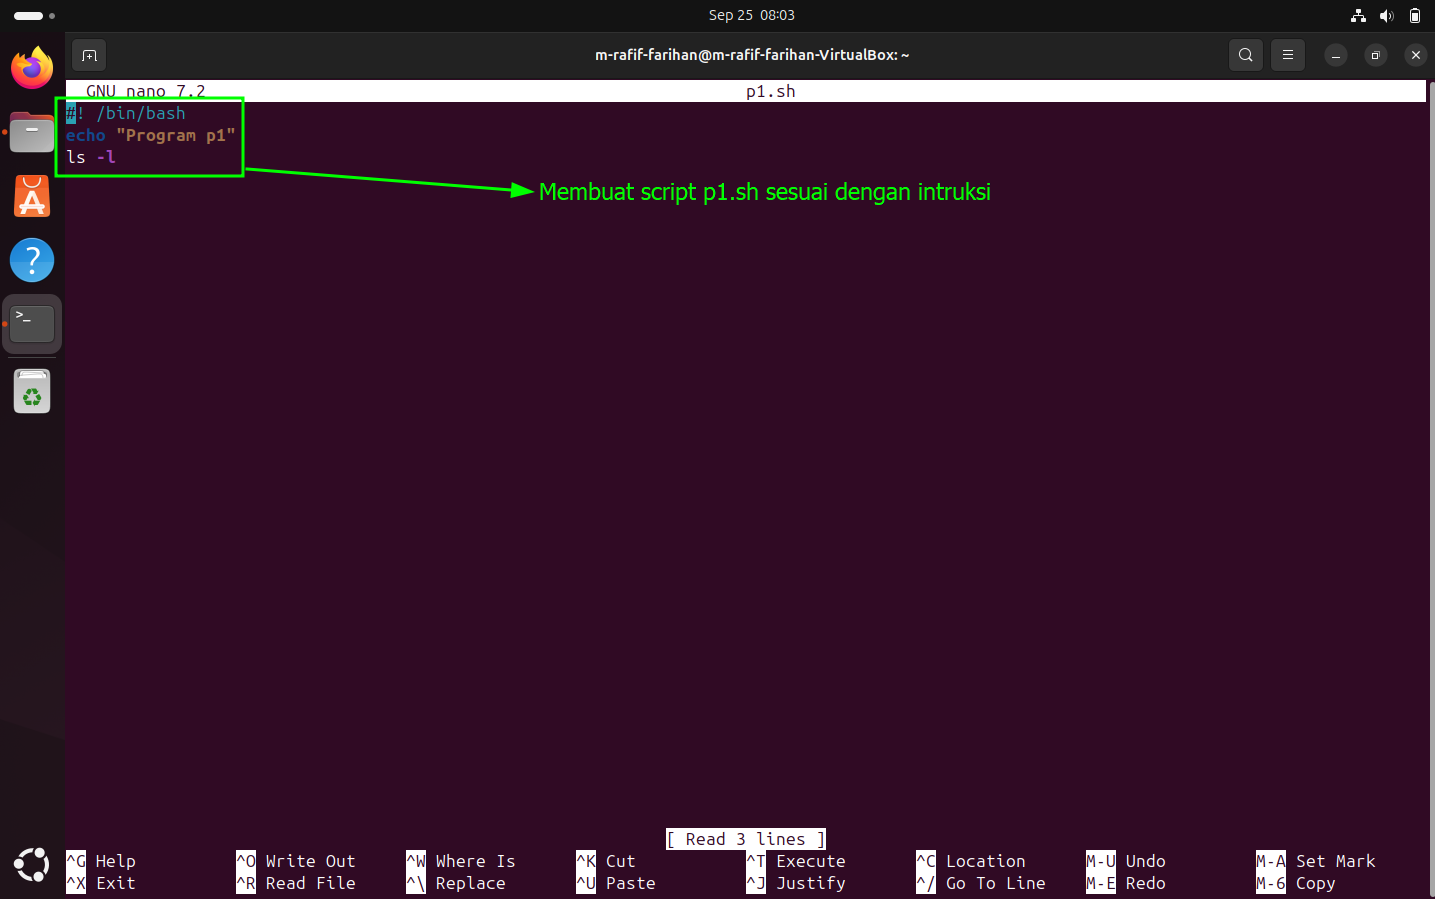 Sep 25 08:03
m-rafif-farihan@m-rafif-farihan-VirtualBox: ~
GNU nano 7.2 p1.sh
#! /bin/bash
echo "Program p1"
ls -l
Membuat script p1.sh sesuai dengan intruksi
[ Read 3 lines ]
^G Help ^O Write Out ^W Where Is ^K Cut ^T Execute ^C Location M-U Undo M-A Set Mark
^X Exit ^R Read File ^\ Replace ^U Paste ^J Justify ^/ Go To Line M-E Redo M-6 Copy